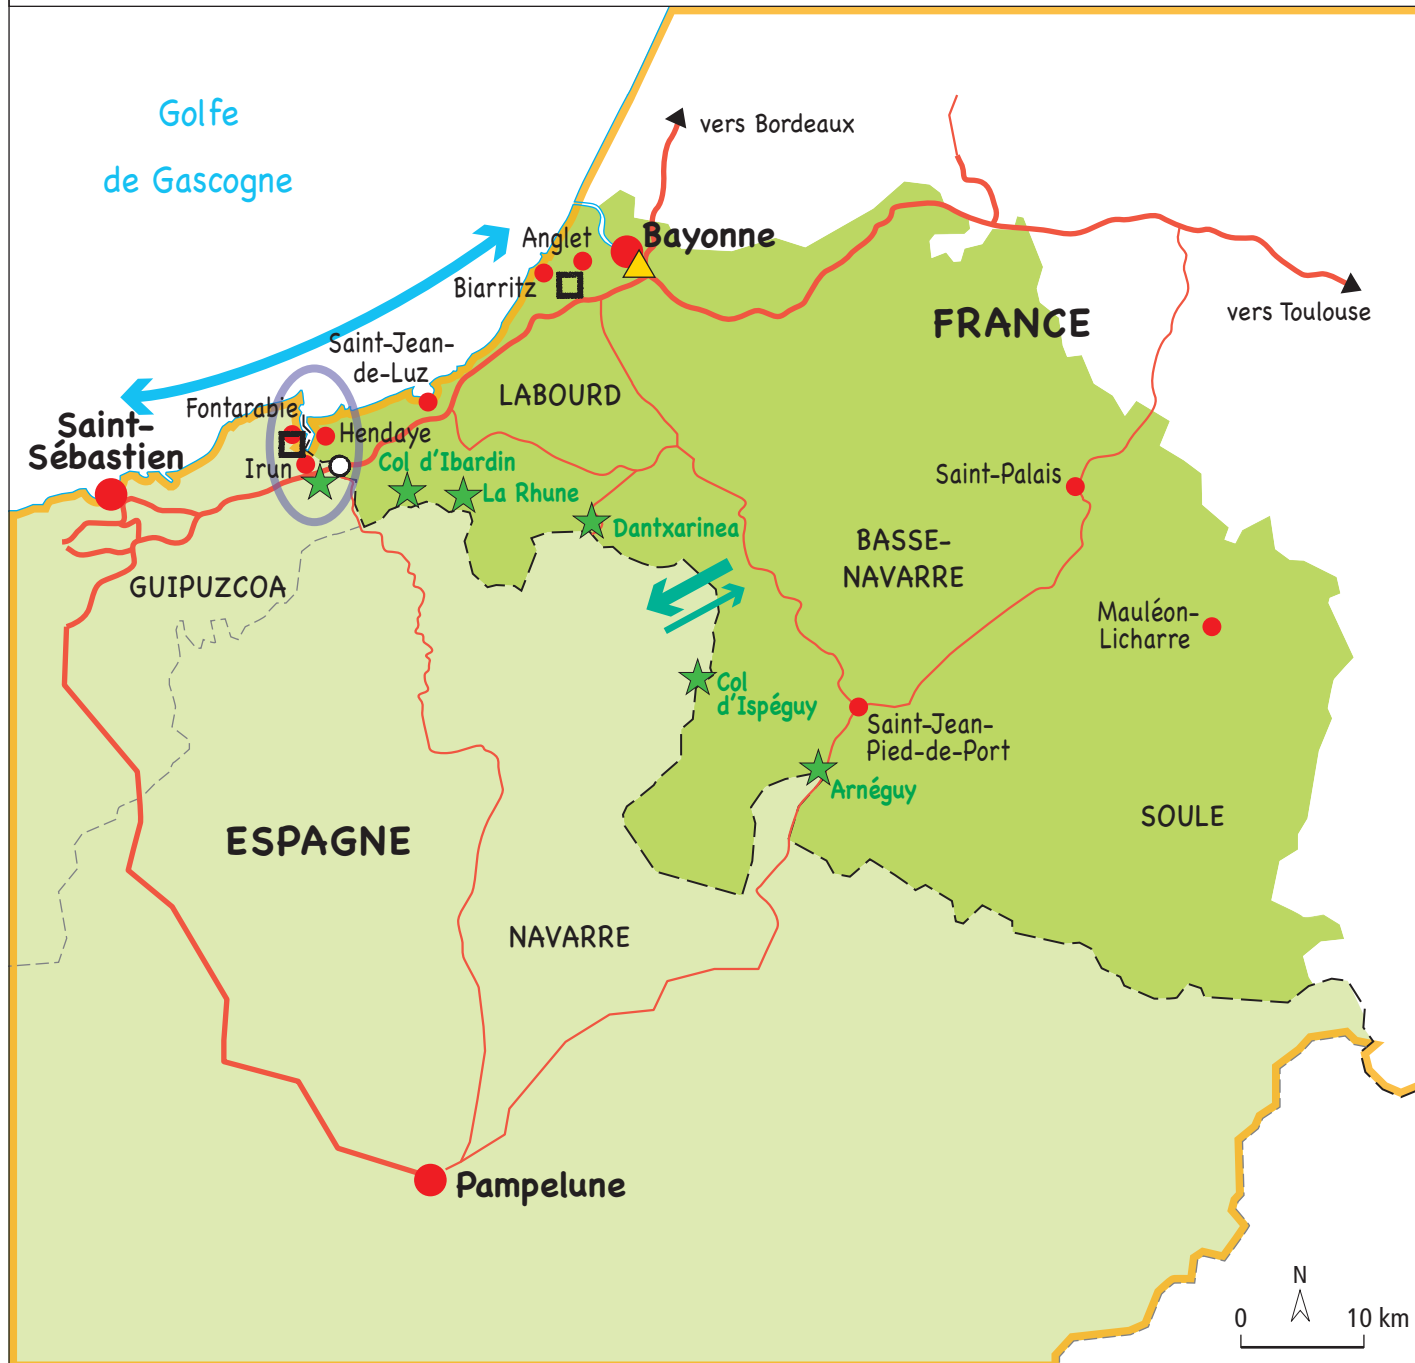 Golfe
de Gascogne
vers Bordeaux
Anglet
Bayonne
Biarritz
FRANCE
vers Toulouse
Saint-Jean-
de-Luz
LABOURD
Fontarabie
Hendaye
Saint-
Sébastien
Irun
Col d'Ibardin
La Rhune
Saint-Palais
Dantxarinea
BASSE-
NAVARRE
GUIPUZCOA
Mauléon-
Licharre
Col
d'Ispéguy
Saint-Jean-
Pied-de-Port
Arnéguy
SOULE
ESPAGNE
NAVARRE
Pampelune
N
0 10 km